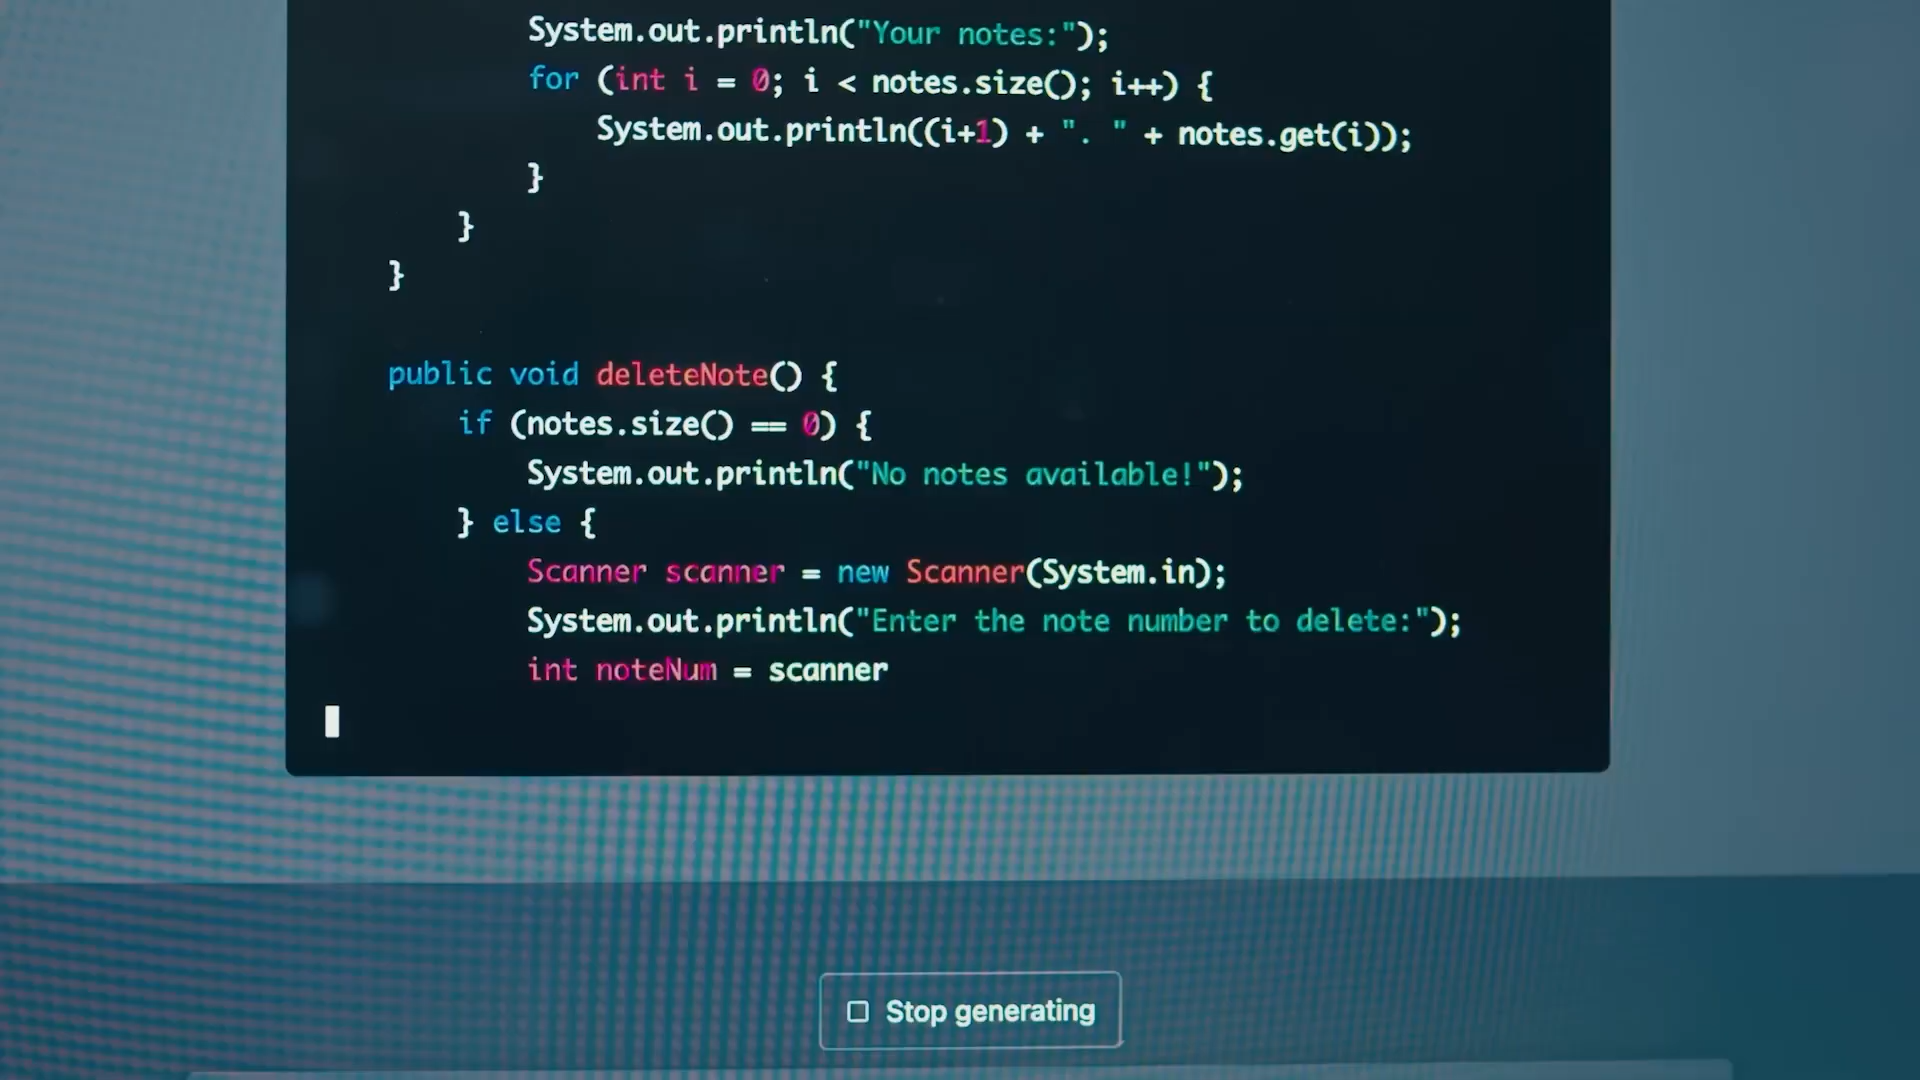 System.out.println("Your notes:");
for (int i = 0; i < notes.size(); i++) {
System.out.println((i+1) + ". " + notes.get(i));
}
}
}
public void deleteNote() {
if (notes.size() == 0) {
System.out.println("No notes available!");
} else {
Scanner scanner = new Scanner(System.in);
System.out.println("Enter the note number to delete:");
int noteNum = scanner
Stop generating